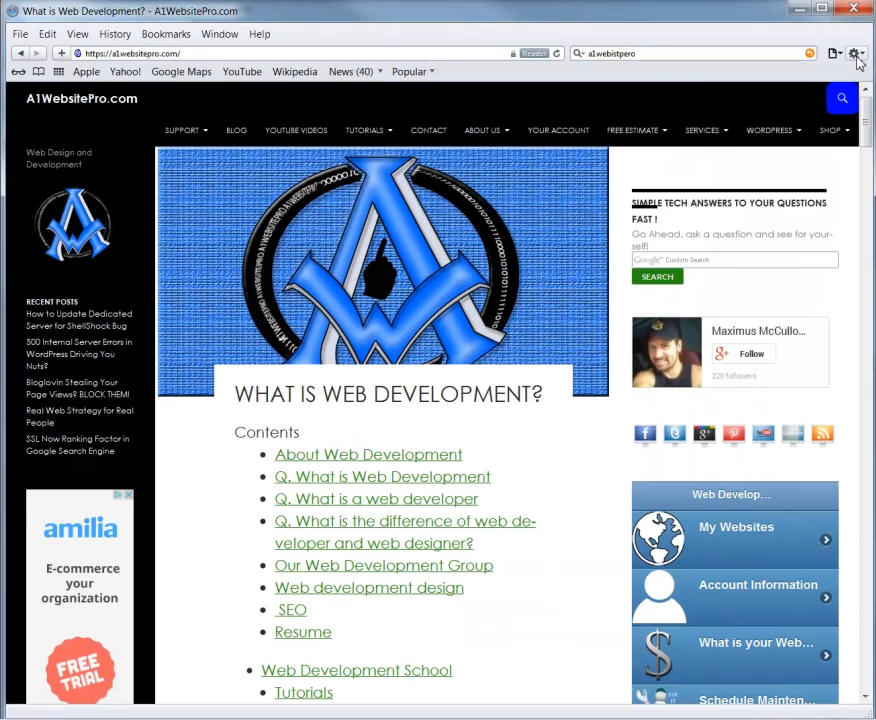 What is Web Development? - A1WebsitePro.com
File Edit View History Bookmarks Window Help
https://a1websitepro.com/ Reader a1webistpero
Apple Yahoo! Google Maps YouTube Wikipedia News (40) Popular
A1WebsitePro.com
SUPPORT BLOG YOUTUBE VIDEOS TUTORIALS CONTACT ABOUT US YOUR ACCOUNT FREE ESTIMATE SERVICES WORDPRESS SHOP
Web Design and
Development
RECENT POSTS
How to Update Dedicated
Server for ShellShock Bug
500 Internal Server Errors in
WordPress Driving You
Nuts?
Bloglovin Stealing Your
Page Views? BLOCK THEM!
Real Web Strategy for Real
People
SSL Now Ranking Factor in
Google Search Engine
amilia
E-commerce
your
organization
FREE
TRIAL
WHAT IS WEB DEVELOPMENT?
Contents
About Web Development
Q. What is Web Development
Q. What is a web developer
Q. What is the difference of web de-
veloper and web designer?
Our Web Development Group
Web development design
SEO
Resume
Web Development School
Tutorials
SIMPLE TECH ANSWERS TO YOUR QUESTIONS
FAST !
Go Ahead, ask a question and see for your-
self!
Google Custom Search
SEARCH
Maximus McCullo...
g+ Follow
220 followers
Web Develop...
My Websites
Account Information
What is your Web...
Schedule Mainten...